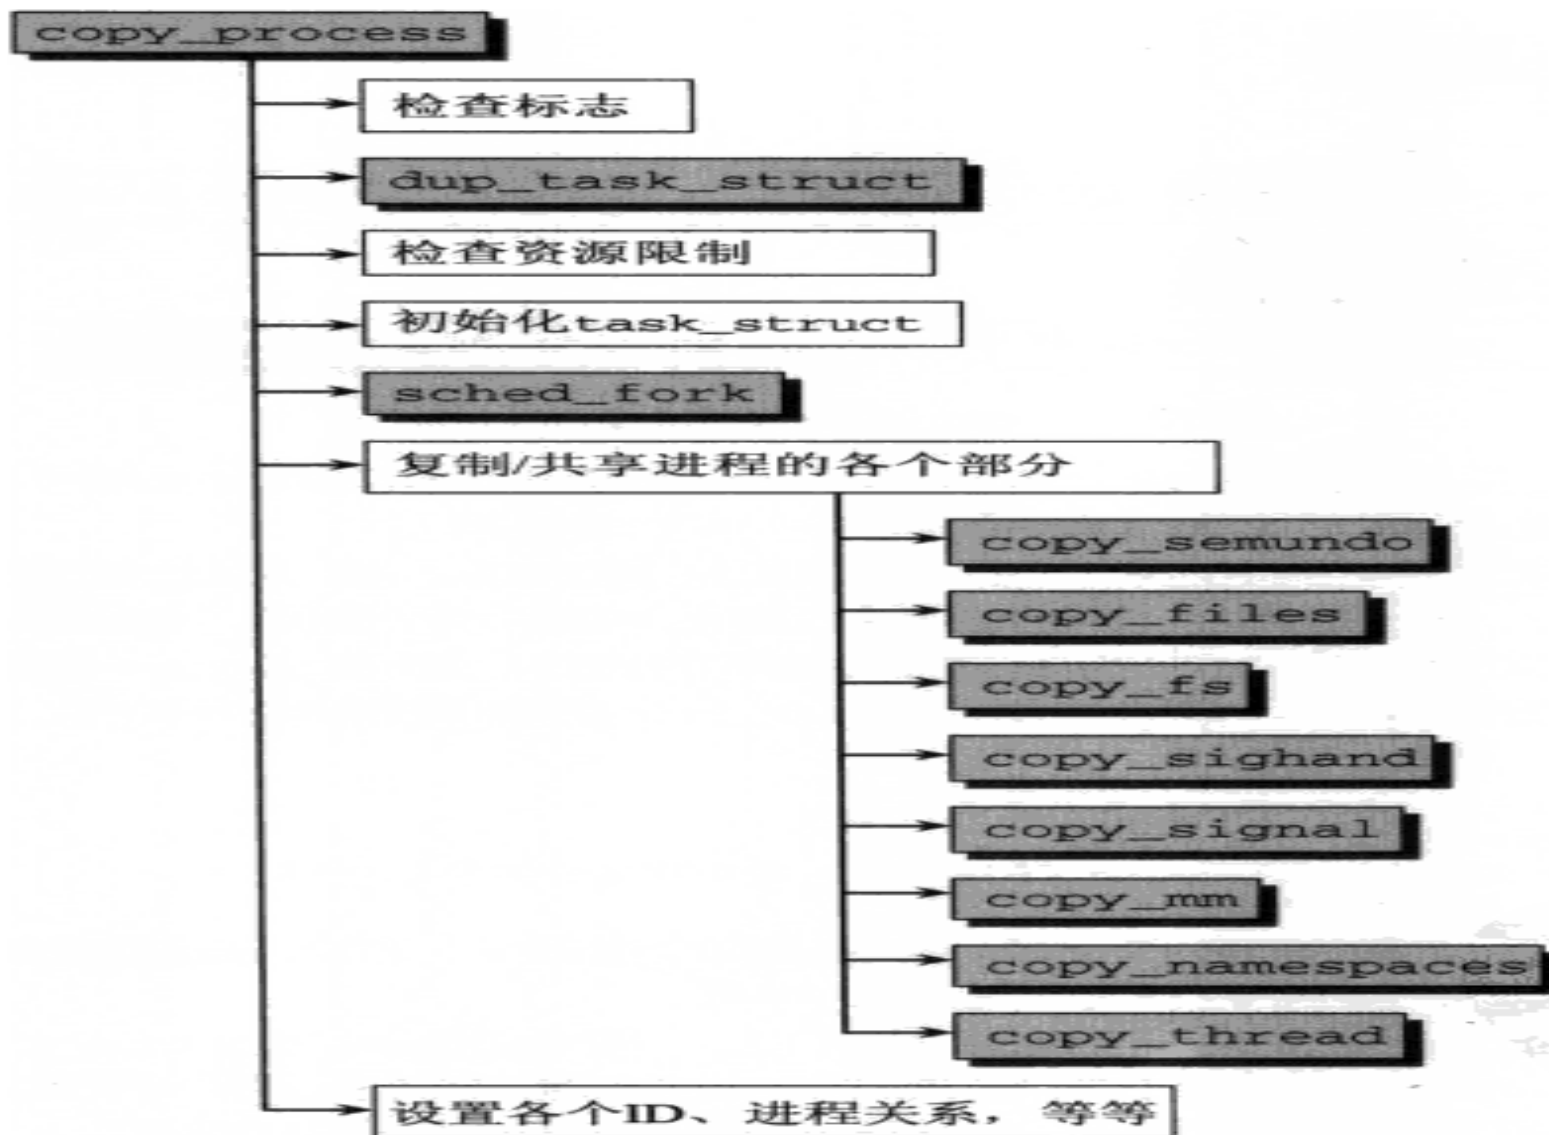 copy_process
检查标志
dup_task_struct
检查资源限制
初始化task_struct
sched_fork
复制/共享进程的各个部分
copy_semundo
copy_files
copy_fs
copy_sighand
copy_signal
copy_mm
copy_namespaces
copy_thread
设置各个ID、进程关系，等等